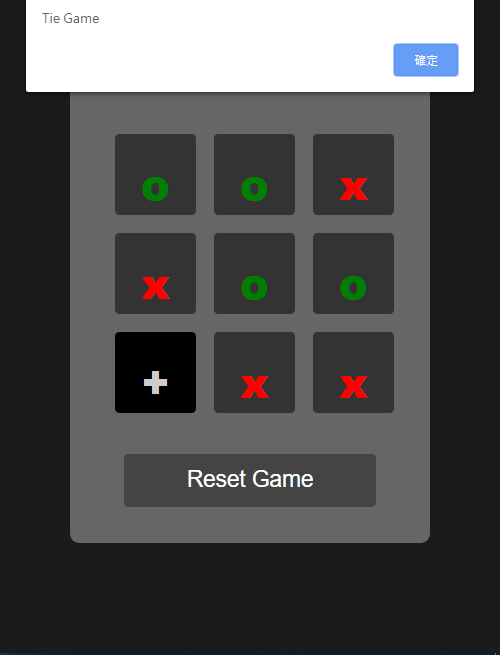 Tie Game
確定
o o x
x o o
+ x x
Reset Game